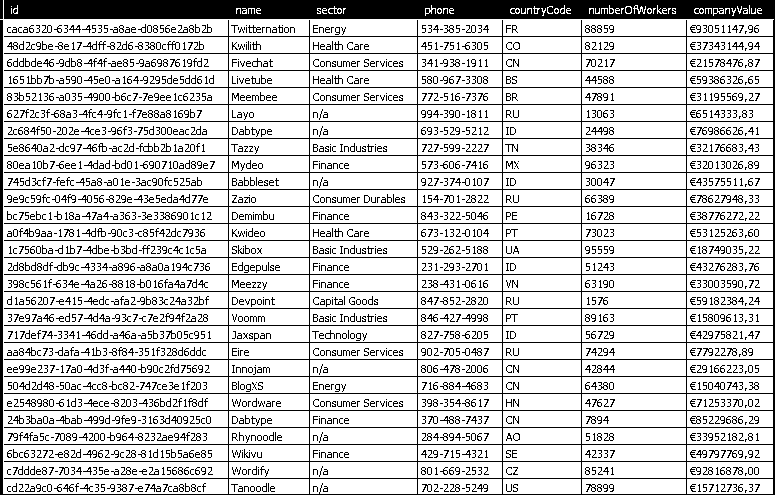 id name sector phone countryCode numberOfWorkers companyValue
caca6320-6344-4535-a8ae-d0856e2a8b2b Twitternation Energy 534-385-2034 FR 88859 €93051147,96
48d2c9be-8e17-4dff-82d6-8380cff0172b Kwilith Health Care 451-751-6305 CO 82129 €37343144,94
6ddbde46-9db8-4f4f-ae85-9a6987619fd2 Fivechat Consumer Services 341-938-1911 CN 70217 €21578476,87
1651bb7b-a590-45e0-a164-9295de5dd61d Livetube Health Care 580-967-3308 BS 44588 €59386326,65
83b52136-a035-4900-b6c7-7e9ee1c6235a Meembee Consumer Services 772-516-7376 BR 47891 €31195569,27
627f2c3f-68a3-4fc4-9fc1-f7e88a8169b7 Layo n/a 994-390-1811 RU 13063 €6514333,83
2c684f50-202e-4ce3-96f3-75d300eac2da Dabtype n/a 693-529-5212 ID 24498 €76986626,41
5e8640a2-dc97-46fb-ac2d-fcbb2b1a20f1 Tazzy Basic Industries 727-599-2227 TN 38346 €32176683,43
80ea10b7-6ee1-4dad-bd01-690710ad89e7 Mydeo Finance 573-606-7416 MX 96323 €32013026,89
745d3cf7-fefc-45a8-a01e-3ac90fc525ab Babbleset n/a 927-374-0107 ID 30047 €43575511,67
9e9c59fc-04f9-4056-829e-43e5eda4d77e Zazio Consumer Durables 154-701-2822 RU 66389 €78627948,33
bc75ebc1-b18a-47a4-a363-3e3386901c12 Demimbu Finance 843-322-5046 PE 16728 €38776272,22
a0f4b9aa-1781-4dfb-90c3-c85f42dc7936 Kwideo Health Care 673-132-0104 PT 73023 €53125263,60
1c7560ba-d1b7-4dbe-b3bd-ff239c4c1c5a Skibox Basic Industries 529-262-5188 UA 95559 €18749035,22
2d8bd8df-db9c-4334-a896-a8a0a194c736 Edgepulse Finance 231-293-2701 ID 51243 €43276263,76
398c561f-634e-4a26-8818-b016fa4a7d4c Meezzy Finance 238-431-0616 VN 63190 €33003590,72
d1a56207-e415-4edc-afa2-9b83c24a32bf Devpoint Capital Goods 847-852-2820 RU 1576 €59182384,24
37e97a46-ed57-4d4a-93c7-c7e2f94f2a28 Voomm Basic Industries 846-427-4998 PT 89163 €15809613,31
717def74-3341-46dd-a46a-a5b37b05c951 Jaxspan Technology 827-758-6205 ID 56729 €42975821,47
aa84bc73-dafa-41b3-8f84-351f328d6ddc Eire Consumer Services 902-705-0487 RU 74294 €7792278,89
ee99e237-17a0-4d3f-a440-b90c2fd75692 Innojam n/a 806-478-2006 CN 42844 €29166223,05
504d2d48-50ac-4cc8-bc82-747ce3e1f203 BlogXS Energy 716-884-4683 CN 64380 €15040743,38
e2548980-61d3-4ece-8203-436bd2f1f8df Wordware Consumer Services 398-354-8617 HN 47627 €71253370,02
24b3ba0a-4bab-499d-9fe9-3163d40925c0 Dabtype Finance 370-488-7437 CN 7894 €85229686,29
79f4fa5c-7089-4200-b964-8232ae94f283 Rhynoodle n/a 284-894-5067 AO 51828 €33952182,81
6bc63272-e82d-4962-9c28-81d15b5a6e85 Wikivu Finance 429-715-4321 SE 42337 €49797769,92
c7ddde87-7034-435e-a28e-e2a15686c692 Wordify n/a 801-669-2532 CZ 85241 €92816878,00
cd22a9c0-646f-4c35-9387-e74a7ca8b8cf Tanoodle n/a 702-228-5249 US 78899 €15712736,37